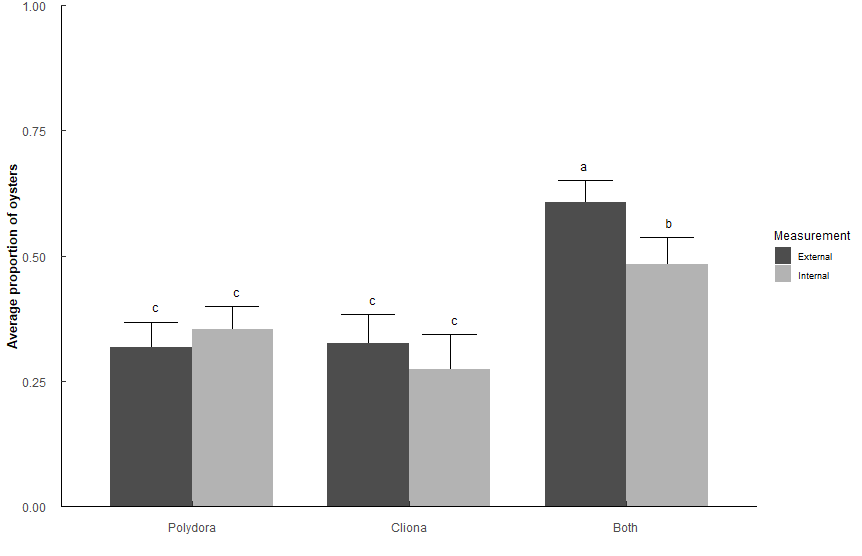 Average proportion of oysters
1.00
0.75
0.50
0.25
0.00
c
c
c
c
a
b
Polydora
Cliona
Both
Measurement
External
Internal